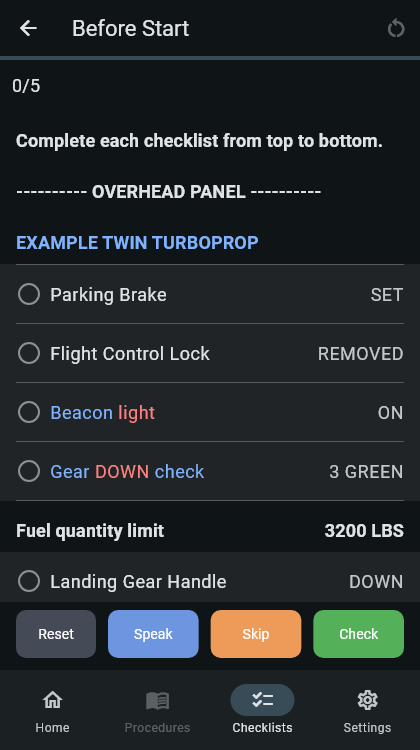 Before Start
0/5
Complete each checklist from top to bottom.
---------- OVERHEAD PANEL ----------
EXAMPLE TWIN TURBOPROP
Parking Brake SET
Flight Control Lock REMOVED
Beacon light ON
Gear DOWN check 3 GREEN
Fuel quantity limit 3200 LBS
Landing Gear Handle DOWN
Reset Speak Skip Check
Home Procedures Checklists Settings